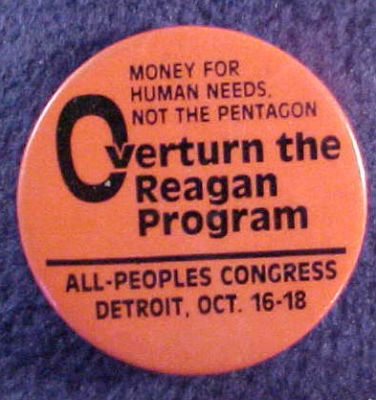 MONEY FOR
HUMAN NEEDS,
NOT THE PENTAGON
Overturn the
Reagan
Program
ALL-PEOPLES CONGRESS
DETROIT, OCT. 16-18